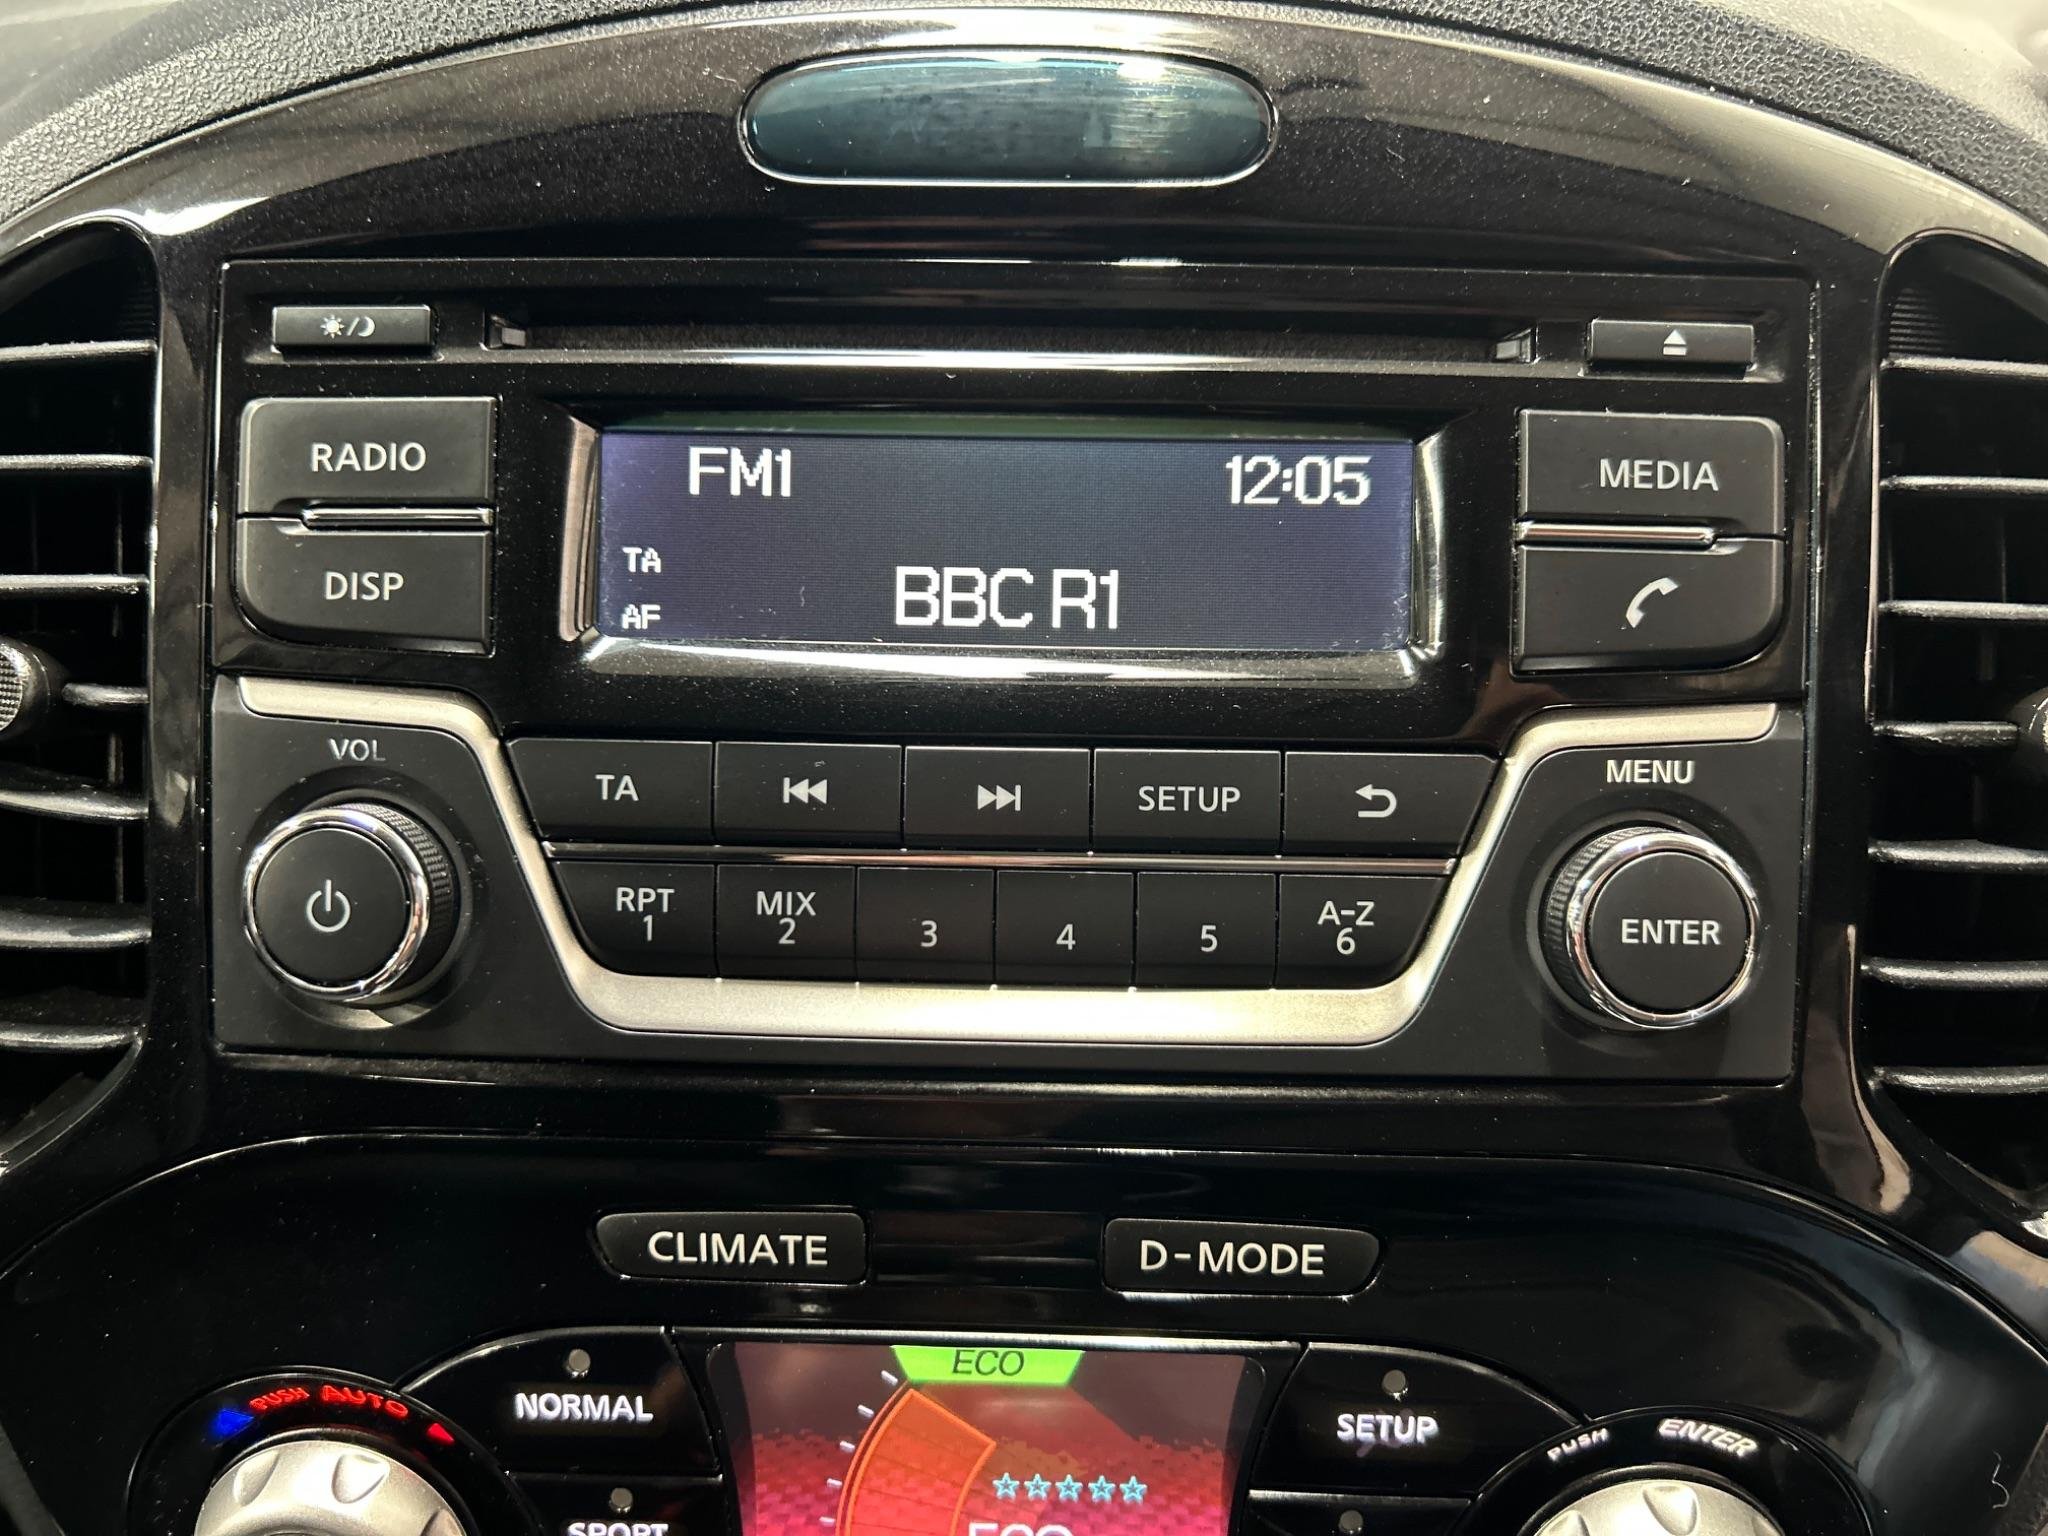 RADIO
DISP
FM1 12:05
TA
AF
BBC R1
MEDIA
VOL
TA
SETUP
MENU
RPT
1
MIX
2
3
4
5
A-Z
6
ENTER
CLIMATE
D-MODE
PUSH AUTO
NORMAL
SPORT
ECO
ECO
SETUP
PUSH ENTER